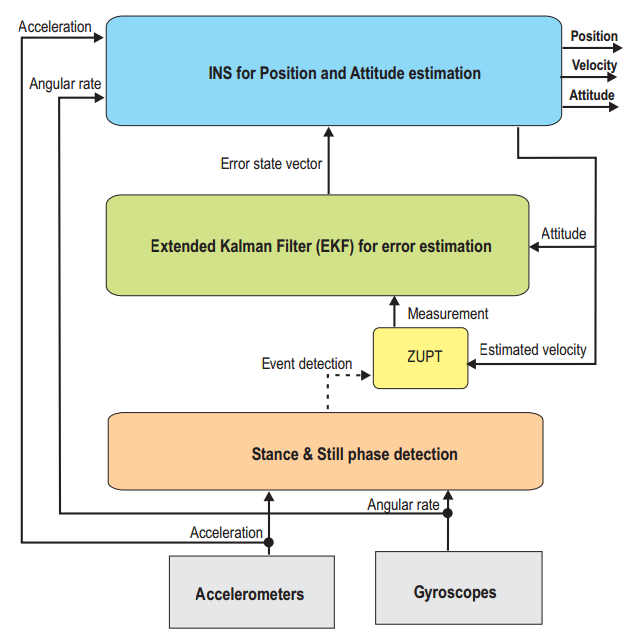 Acceleration
Position
INS for Position and Attitude estimation
Velocity
Angular rate
Attitude
Error state vector
Extended Kalman Filter (EKF) for error estimation
Attitude
Measurement
ZUPT
Estimated velocity
Event detection
Stance & Still phase detection
Angular rate
Acceleration
Accelerometers
Gyroscopes